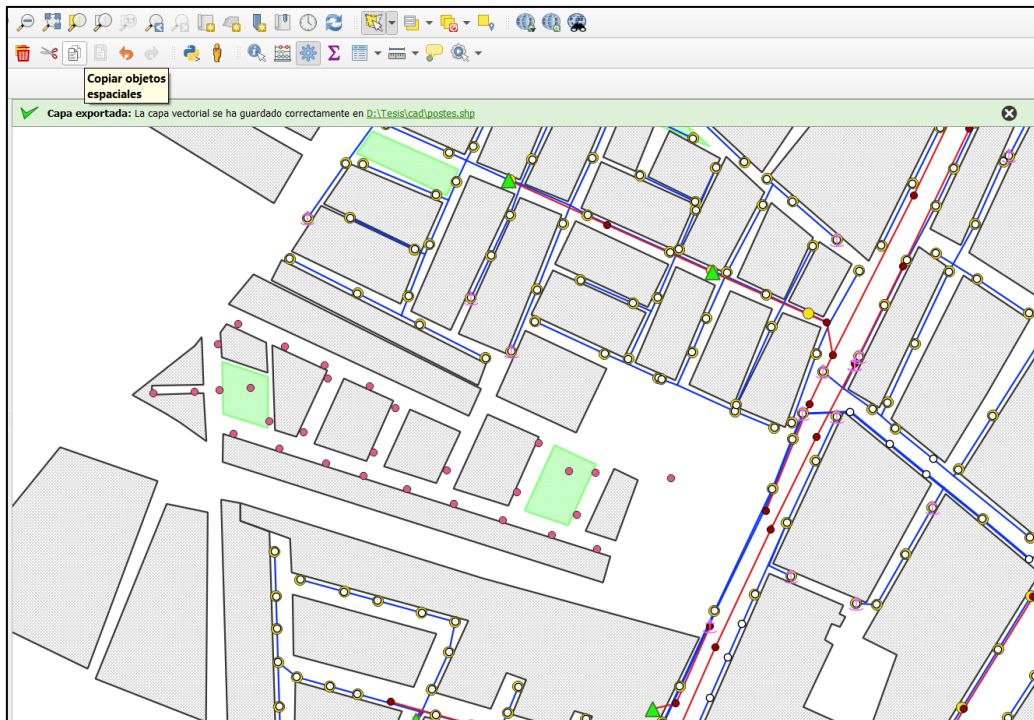 Copiar objetos
espaciales
Capa exportada: La capa vectorial se ha guardado correctamente en D:\Tesis\cad\postes.shp